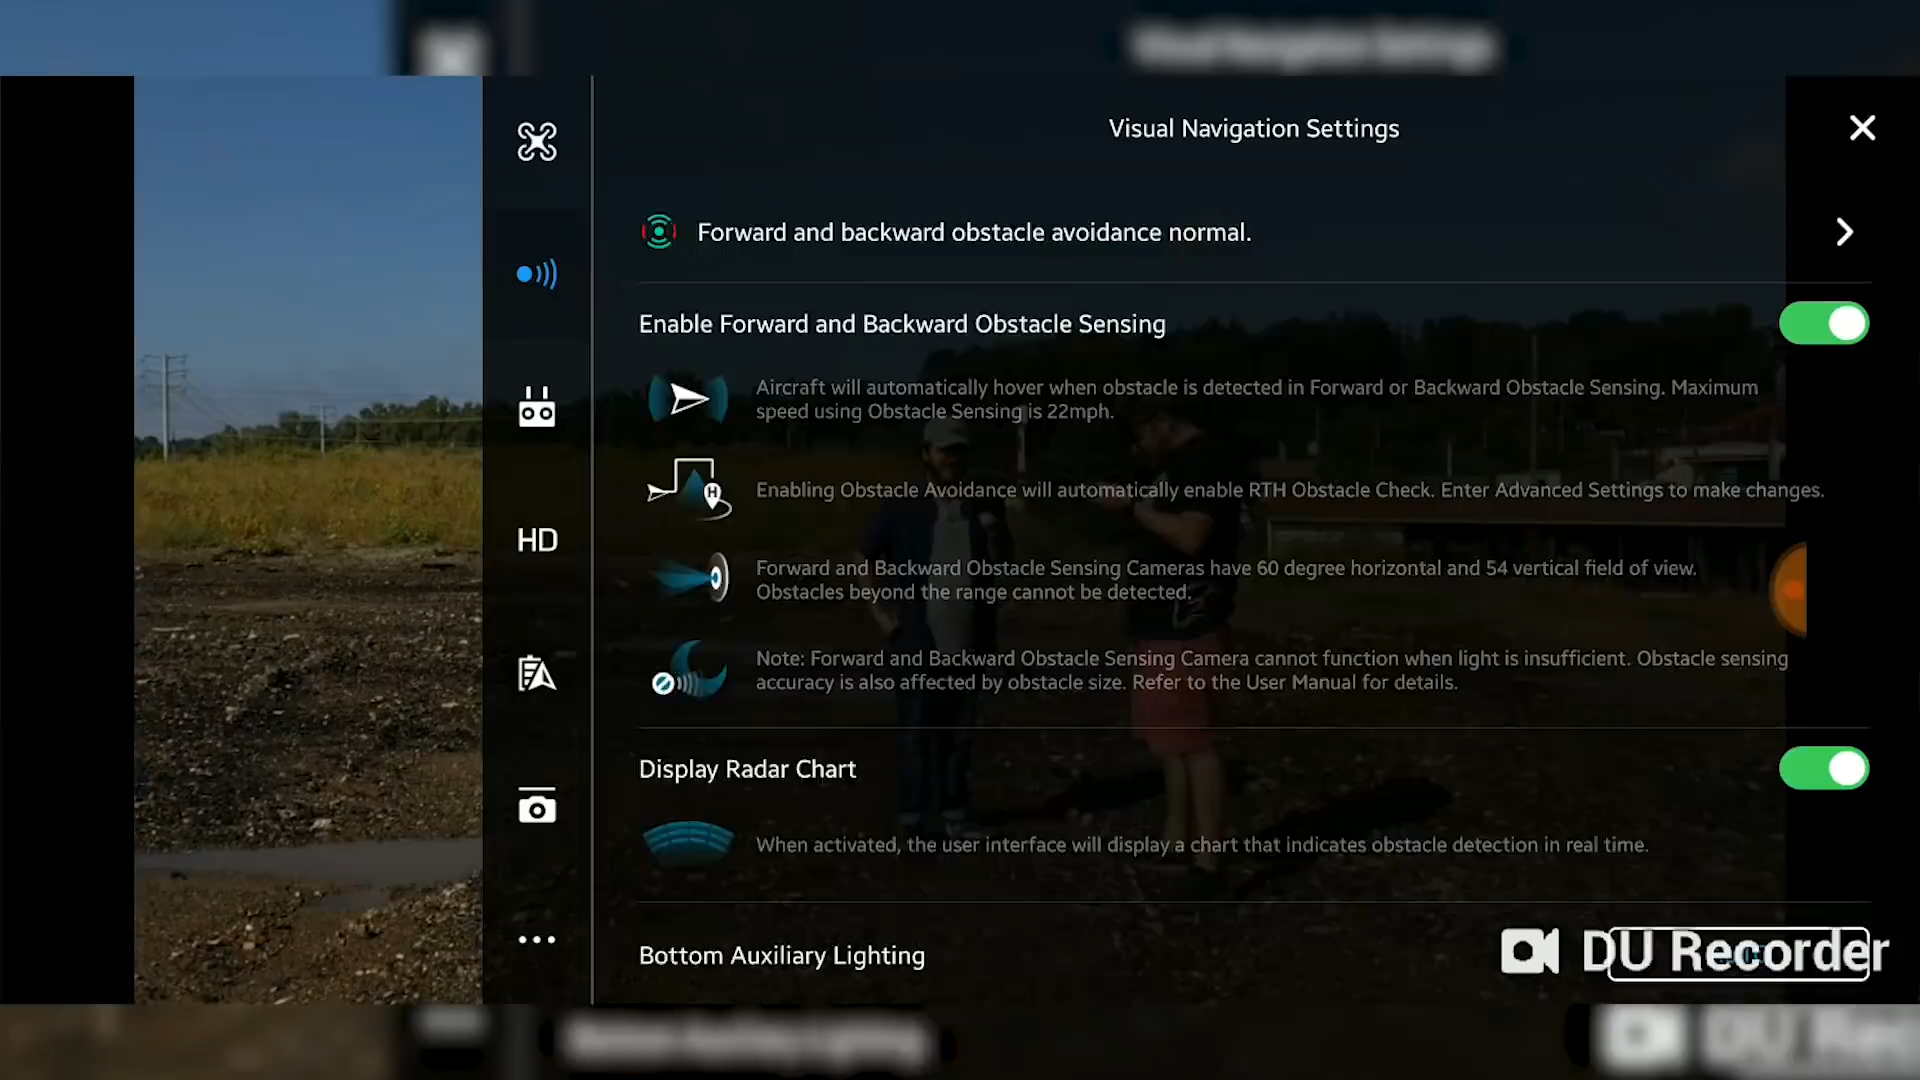 Visual Navigation Settings
Forward and backward obstacle avoidance normal.
Enable Forward and Backward Obstacle Sensing
Aircraft will automatically hover when obstacle is detected in Forward or Backward Obstacle Sensing. Maximum
speed using Obstacle Sensing is 22mph.
H
Enabling Obstacle Avoidance will automatically enable RTH Obstacle Check. Enter Advanced Settings to make changes.
HD
Forward and Backward Obstacle Sensing Cameras have 60 degree horizontal and 54 vertical field of view.
Obstacles beyond the range cannot be detected.
Note: Forward and Backward Obstacle Sensing Camera cannot function when light is insufficient. Obstacle sensing
accuracy is also affected by obstacle size. Refer to the User Manual for details.
Display Radar Chart
When activated, the user interface will display a chart that indicates obstacle detection in real time.
Bottom Auxiliary Lighting
DU Recorder